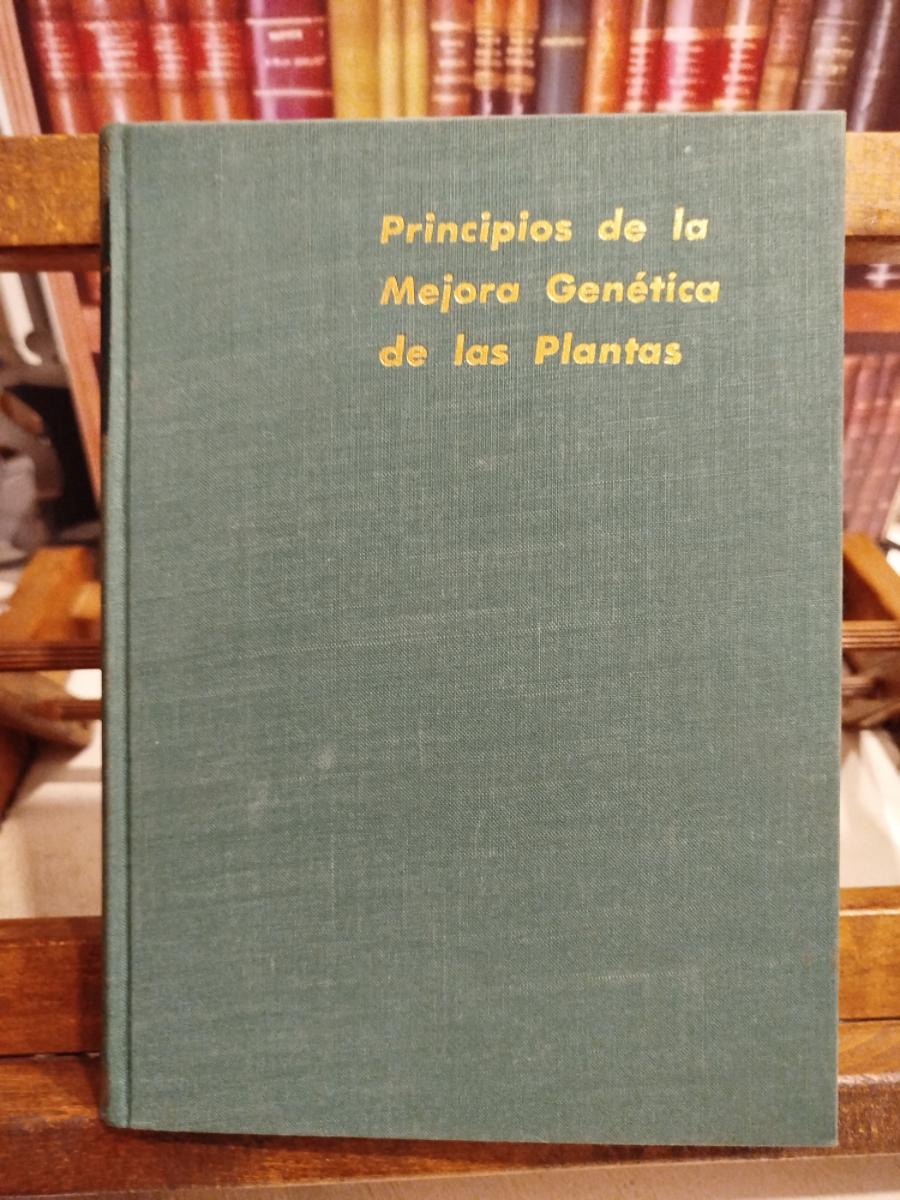 Principios de la
Mejora Genética
de las Plantas